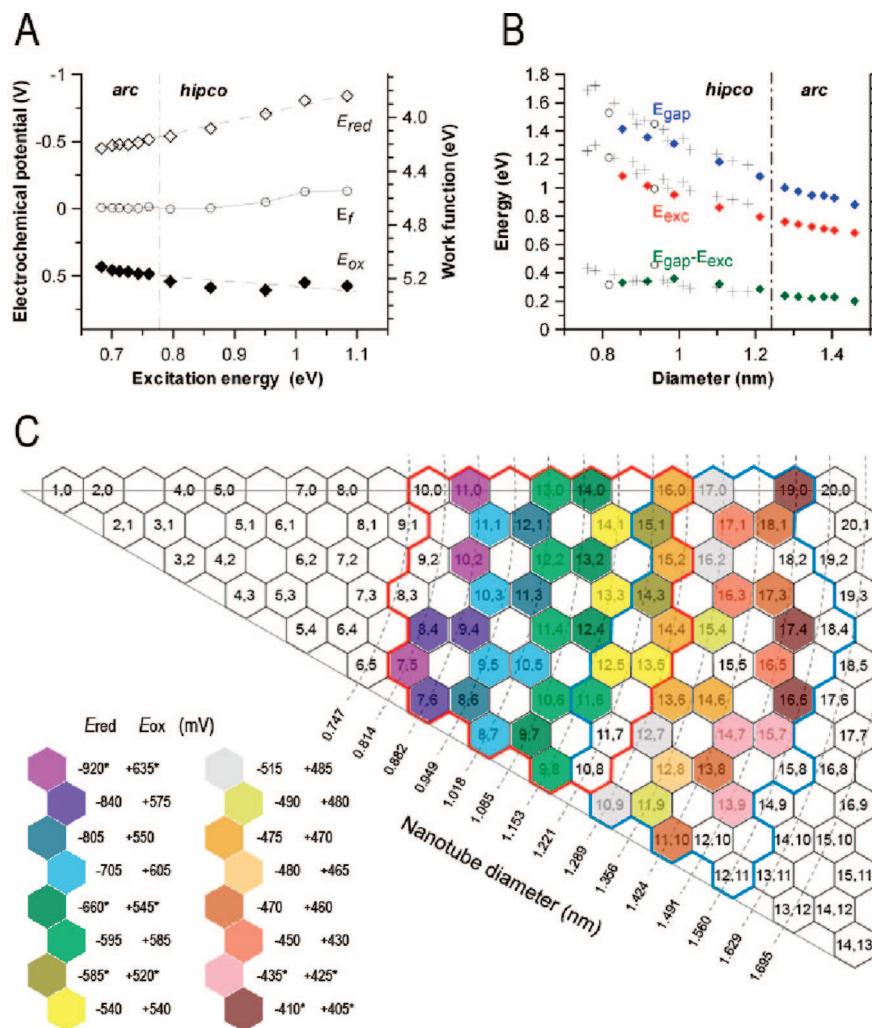 A
B
arc hipco
hipco arc
-1
-0.5
0
0.5
Electrochemical potential (V)
4.0
4.4
4.8
5.2
Work function (eV)
Ered
Ef
Eox
0.7 0.8 0.9 1 1.1
Excitation energy (eV)
1.8
1.6
1.4
1.2
1
0.8
0.6
0.4
0.2
0
Energy (eV)
Egap
Eexc
Egap-Eexc
0.8 1 1.2 1.4
Diameter (nm)
C
1,0 2,0 4,0 5,0 7,0 8,0 10,0 11,0 13,0 14,0 16,0 17,0 19,0 20,0
2,1 3,1 5,1 6,1 8,1 9,1 11,1 12,1 14,1 15,1 17,1 18,1 20,1
3,2 4,2 6,2 7,2 9,2 10,2 12,2 13,2 15,2 16,2 18,2 19,2
4,3 5,3 7,3 8,3 10,3 11,3 13,3 14,3 16,3 17,3 19,3
5,4 6,4 8,4 9,4 11,4 12,4 14,4 15,4 17,4 18,4
6,5 7,5 9,5 10,5 12,5 13,5 15,5 16,5 18,5
7,6 8,6 10,6 11,6 13,6 14,6 16,6 17,6
8,7 9,7 11,7 12,7 14,7 15,7 17,7
9,8 10,8 12,8 13,8 15,8 16,8
10,9 11,9 13,9 14,9 16,9
11,10 12,10 14,10 15,10
12,11 13,11 15,11
13,12 14,12
14,13
0.747
0.814
0.882
0.949
1.018
1.085
1.153
1.221
1.289
1.356
1.424
1.491
1.560
1.629
1.695
Nanotube diameter (nm)
Ered Eox (mV)
-920* +635*
-840 +575
-805 +550
-705 +605
-660* +545*
-595 +585
-585* +520*
-540 +540
-515 +485
-490 +480
-475 +470
-480 +465
-470 +460
-450 +430
-435* +425*
-410* +405*